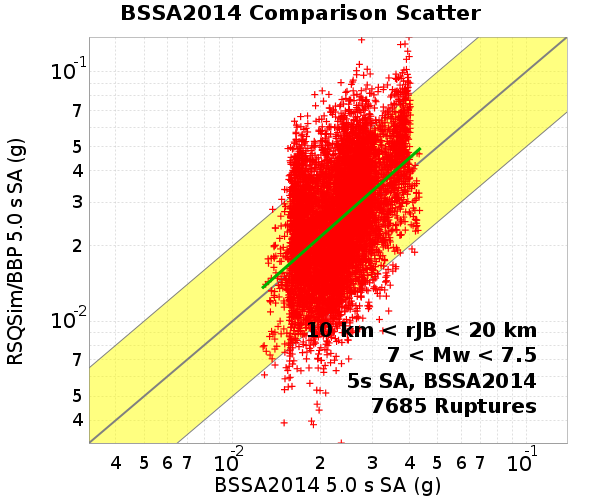 BSSA2014 Comparison Scatter
RSQSim/BBP 5.0 s SA (g)
10-1
7
5
4
3
2
10-2
7
5
4
10 km < rJB < 20 km
7 < Mw < 7.5
5s SA, BSSA2014
7685 Ruptures
4 5 6 7 10-2 2 3 4 5 6 7 10-1
BSSA2014 5.0 s SA (g)